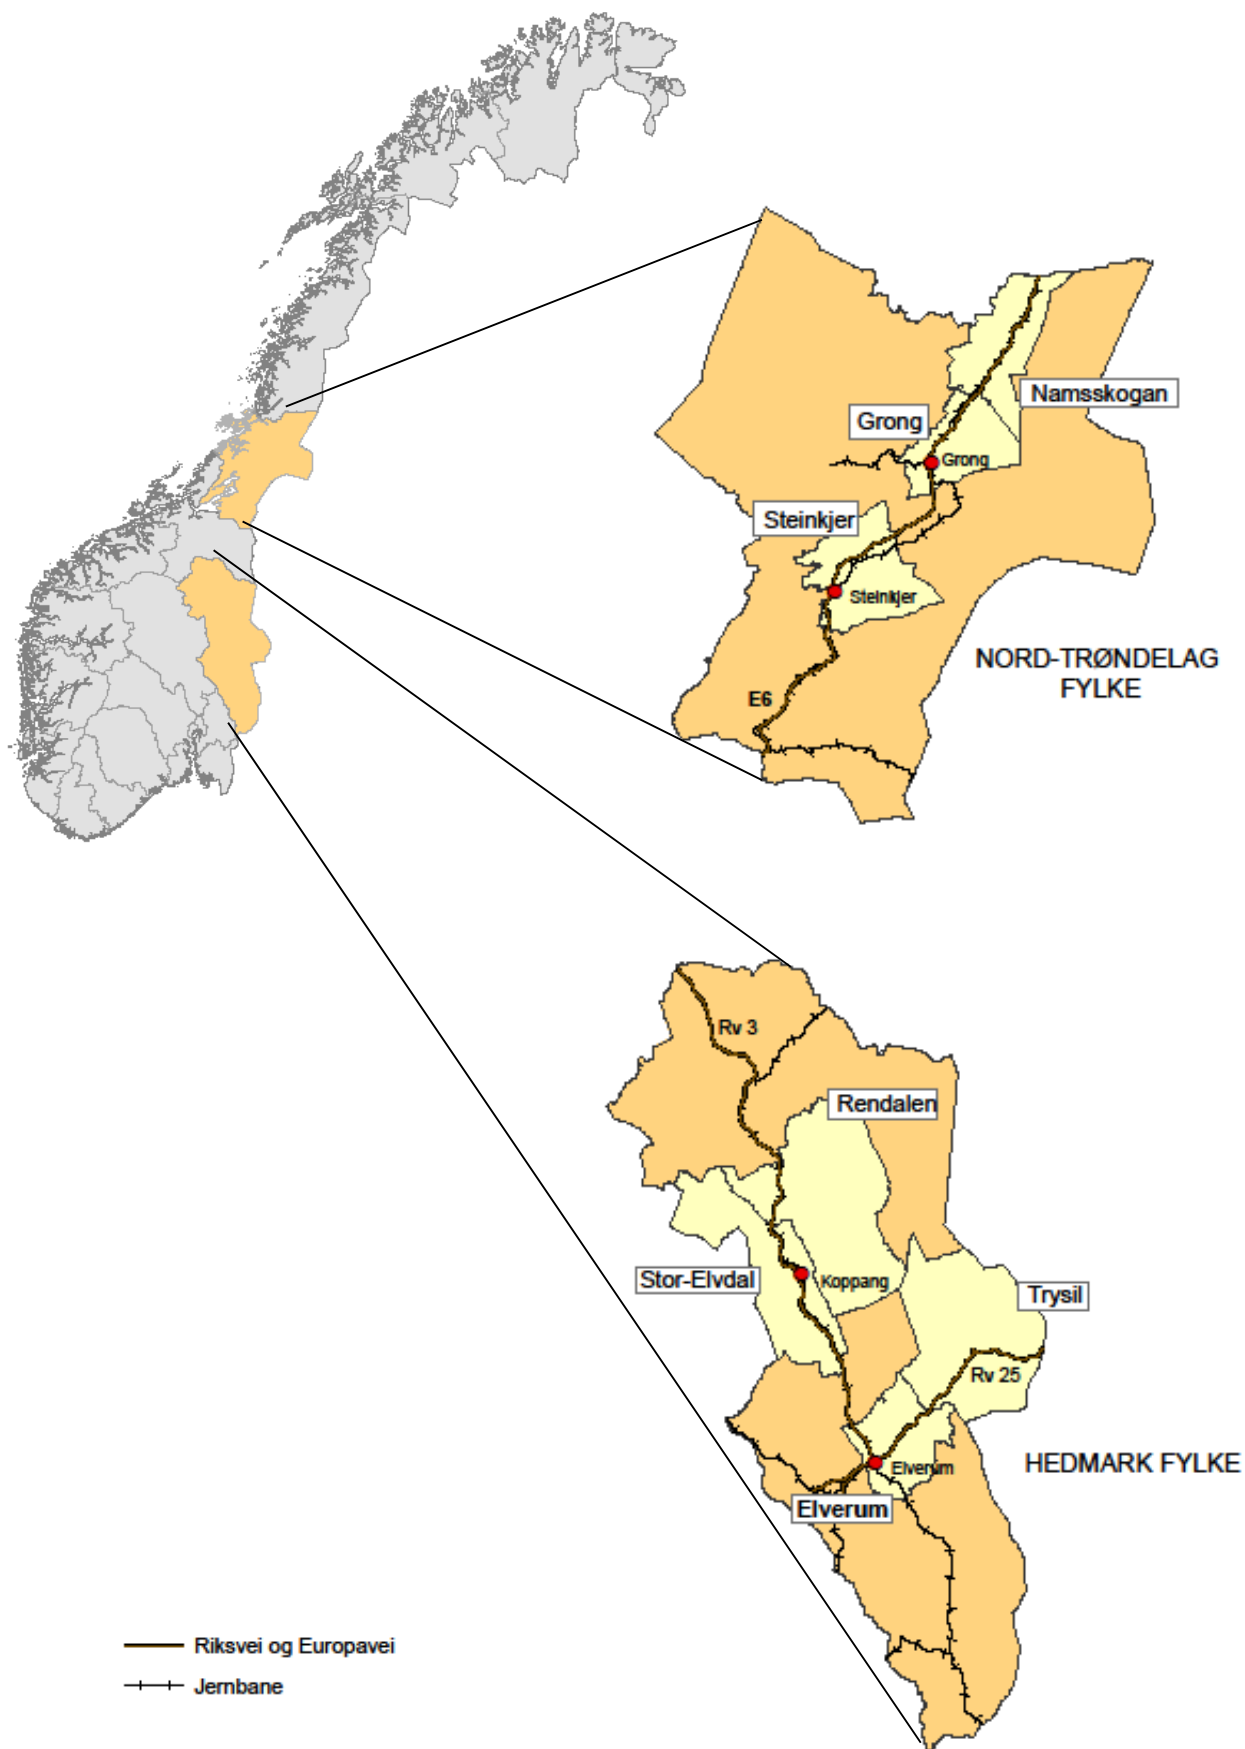 Namsskogan
Grong
Grong
Steinkjer
Steinkjer
NORD-TRØNDELAG
FYLKE
E6
Rv 3
Rendalen
Stor-Elvdal
Koppang
Trysil
Rv 25
HEDMARK FYLKE
Elverum
Elverum
Riksvei og Europavei
Jernbane